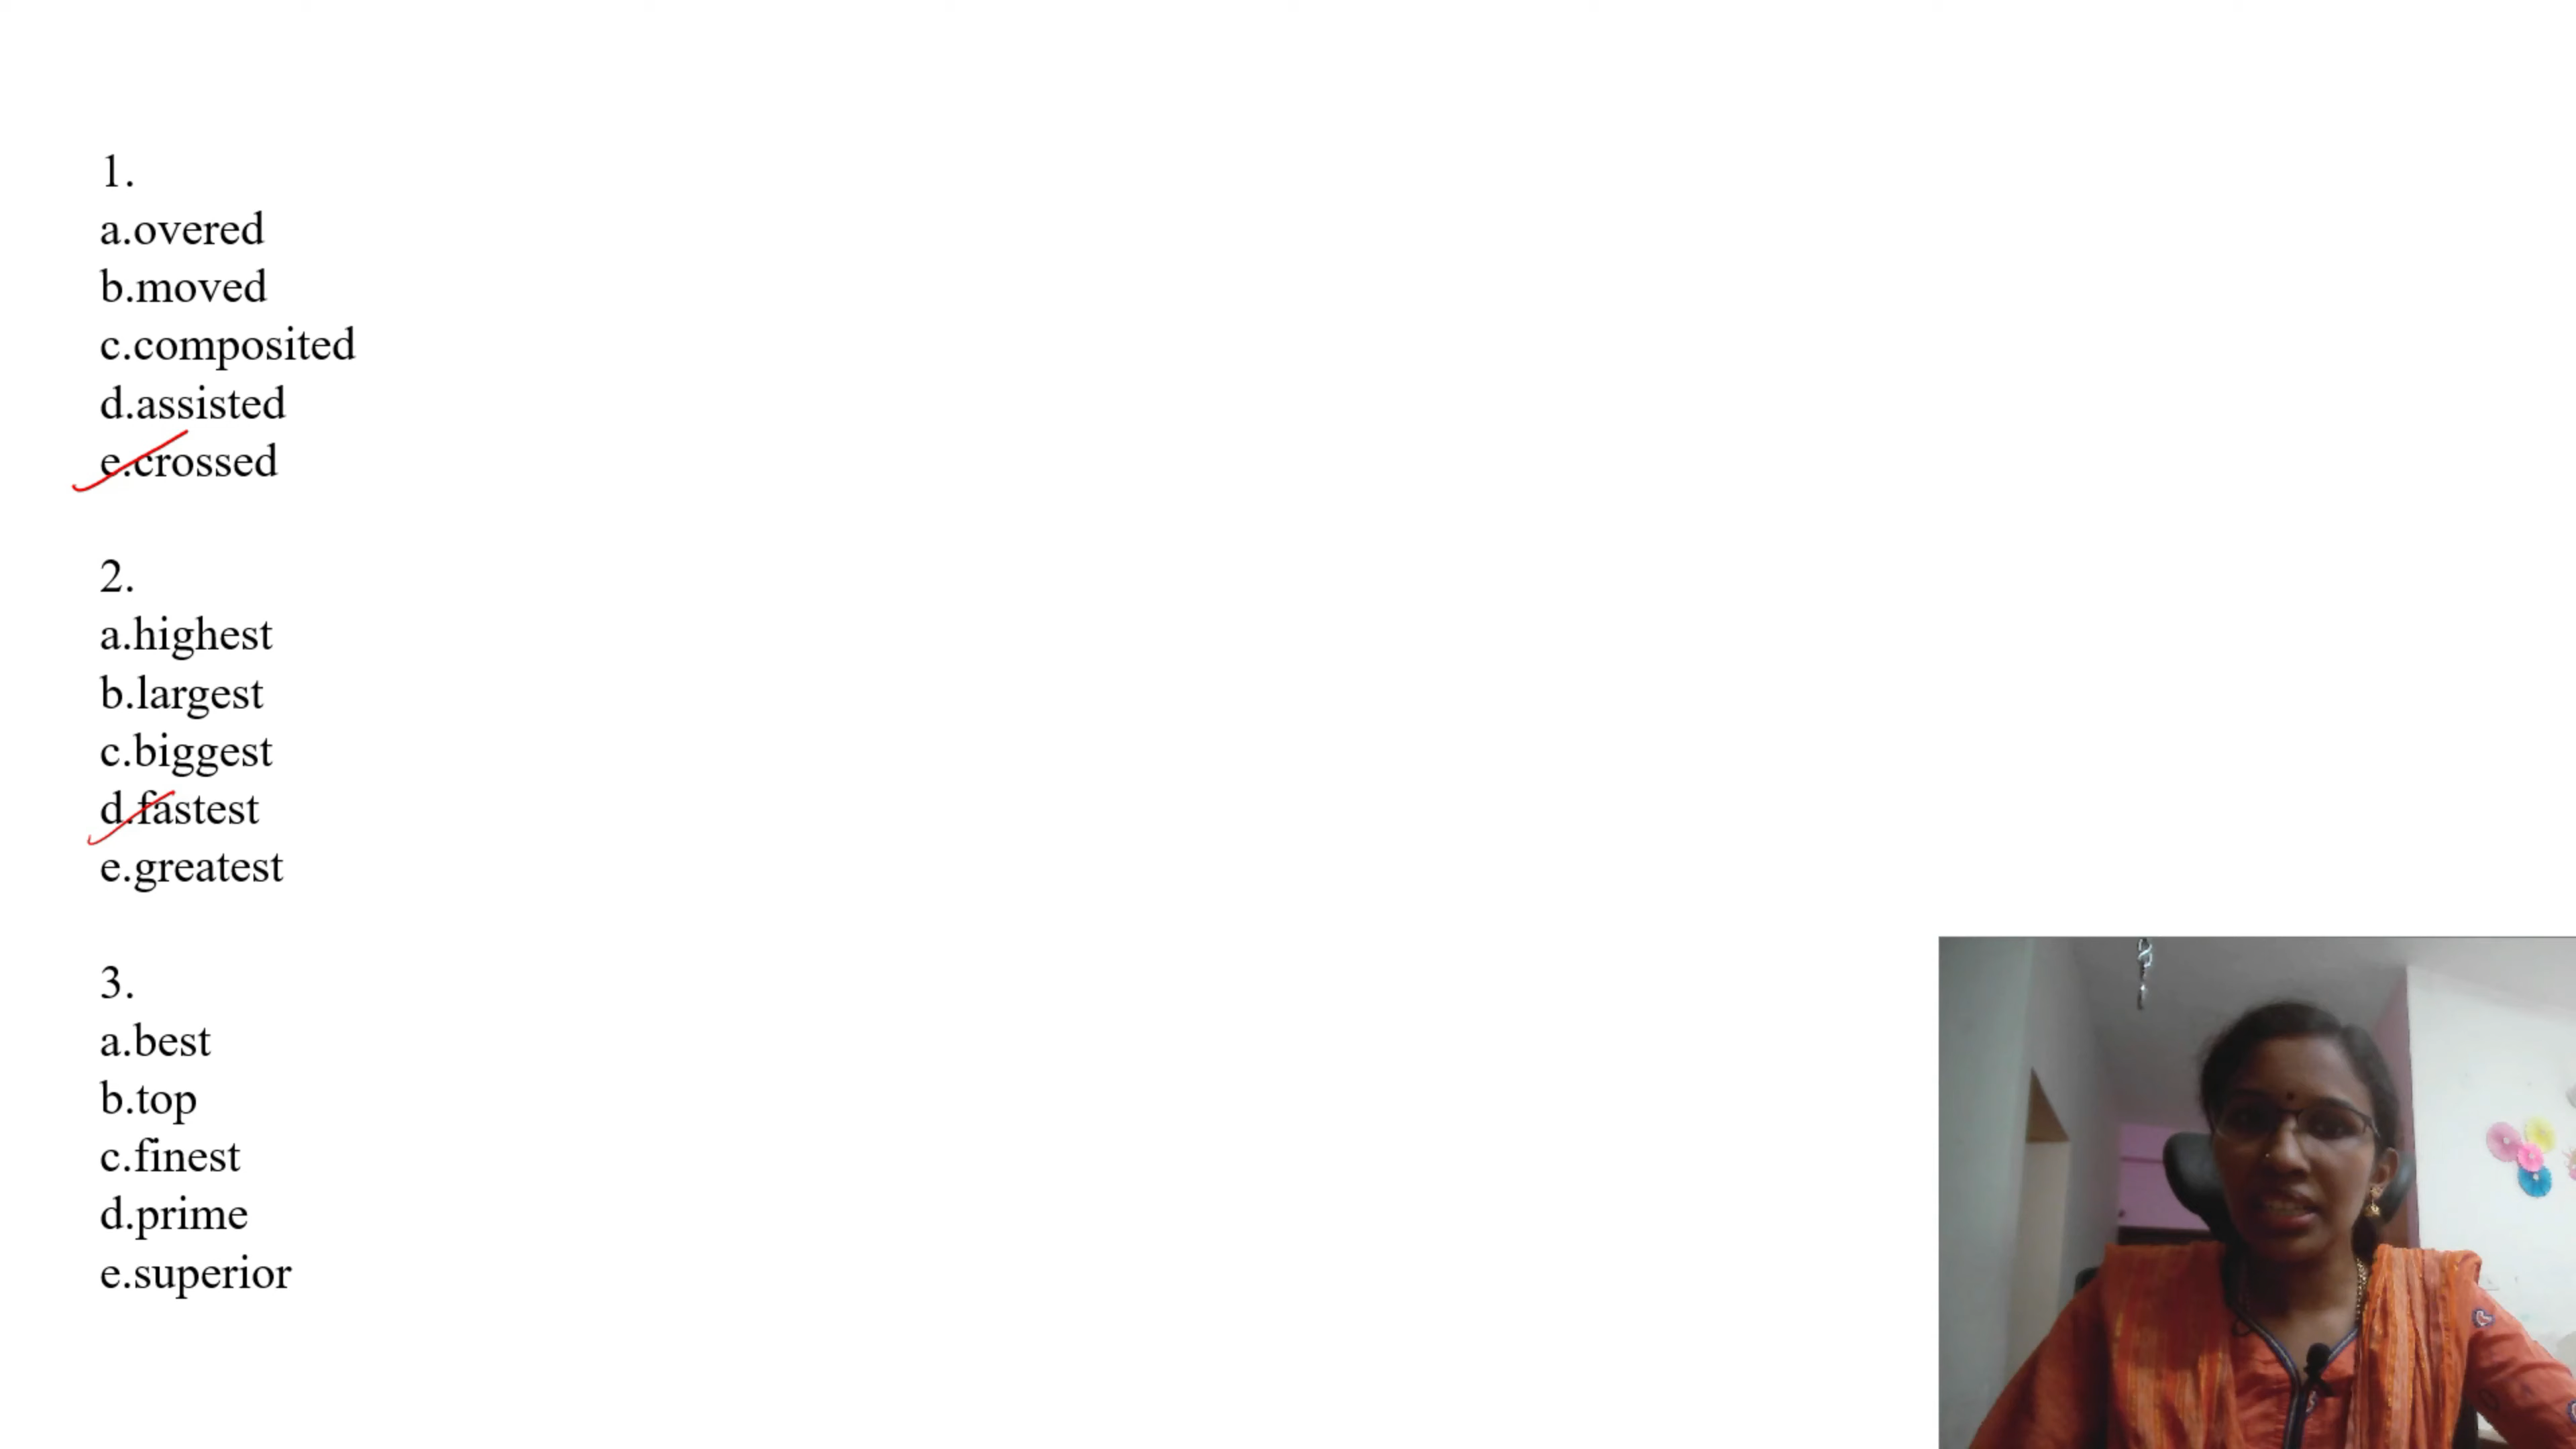 1.
a.overed
b.moved
c.composited
d.assisted
e.crossed
2.
a.highest
b.largest
c.biggest
d.fastest
e.greatest
3.
a.best
b.top
c.finest
d.prime
e.superior